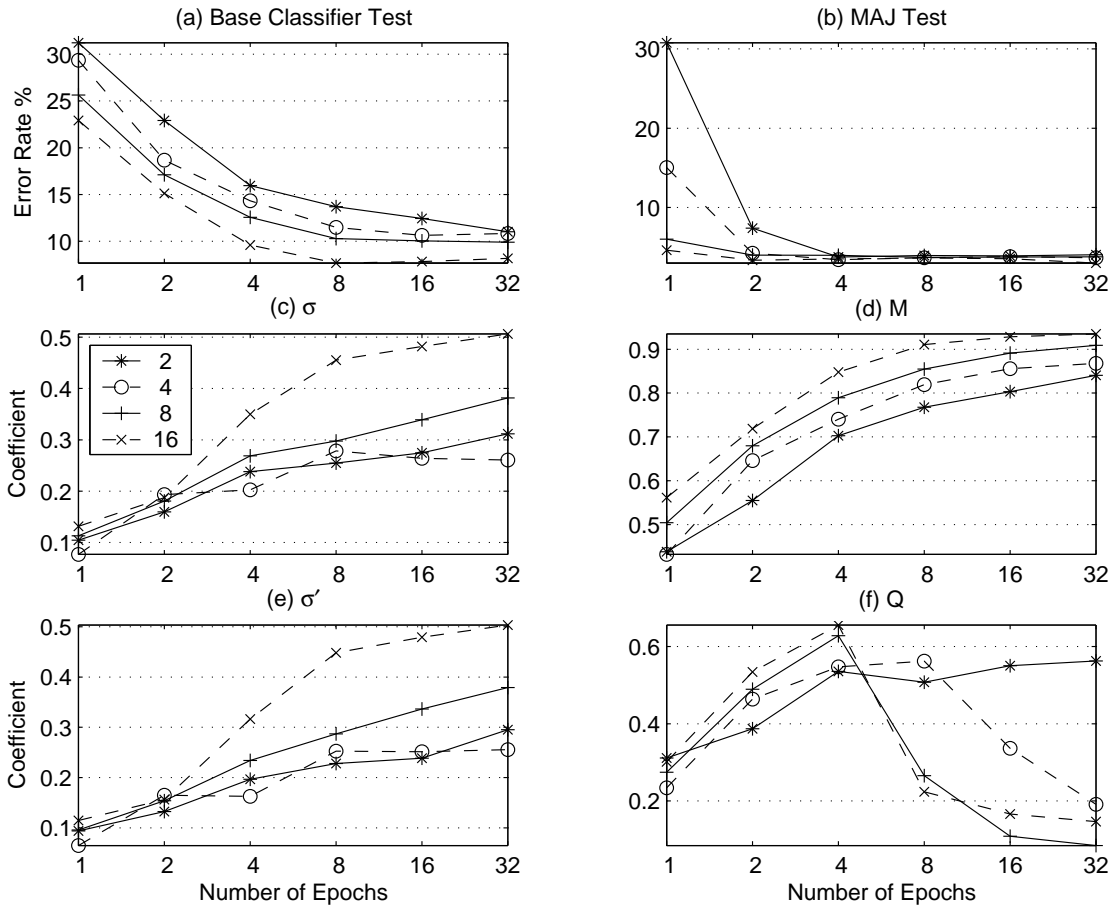 (a) Base Classifier Test
(b) MAJ Test
Error Rate %
30
25
20
15
10
1 2 4 8 16 32
30
20
10
1 2 4 8 16 32
(c) σ
(d) M
Coefficient
0.5
0.4
0.3
0.2
0.1
2
4
8
16
1 2 4 8 16 32
0.9
0.8
0.7
0.6
0.5
1 2 4 8 16 32
(e) σ′
(f) Q
Coefficient
0.5
0.4
0.3
0.2
0.1
1 2 4 8 16 32
Number of Epochs
0.6
0.4
0.2
1 2 4 8 16 32
Number of Epochs